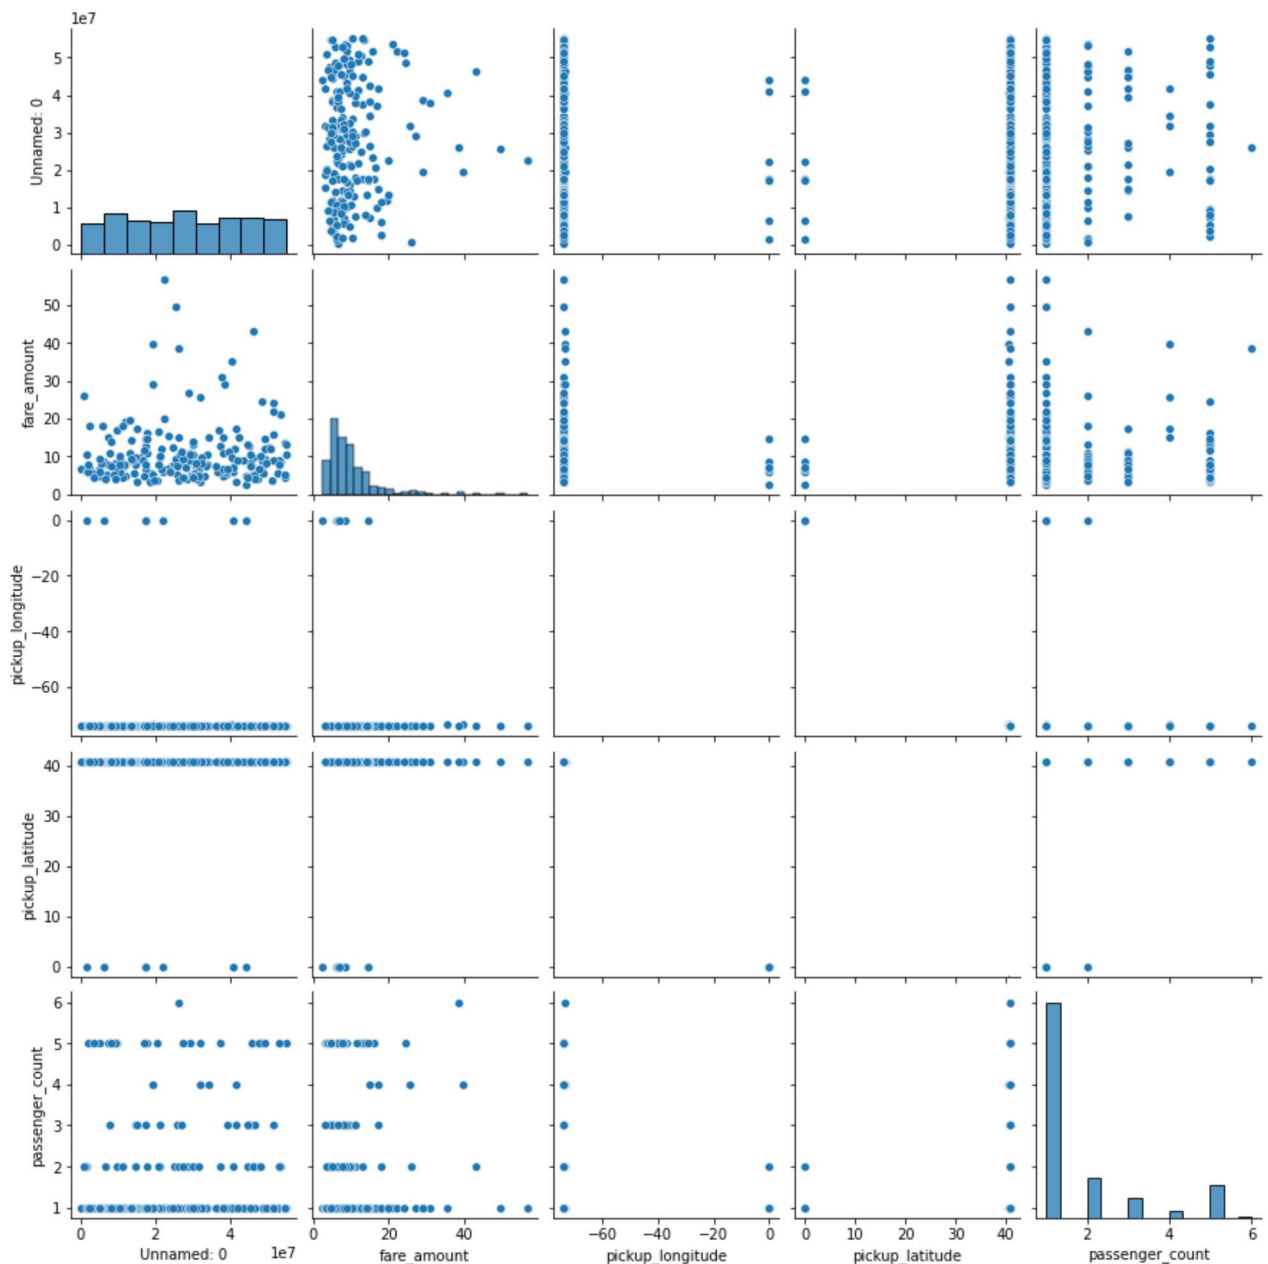 1e7
5
4
3
2
1
0
Unnamed: 0
50
40
30
20
10
0
fare_amount
0
−20
−40
−60
pickup_longitude
40
30
20
10
0
pickup_latitude
6
5
4
3
2
1
passenger_count
0 2 4 1e7
Unnamed: 0
0 20 40
fare_amount
−60 −40 −20 0
pickup_longitude
0 10 20 30 40
pickup_latitude
2 4 6
passenger_count